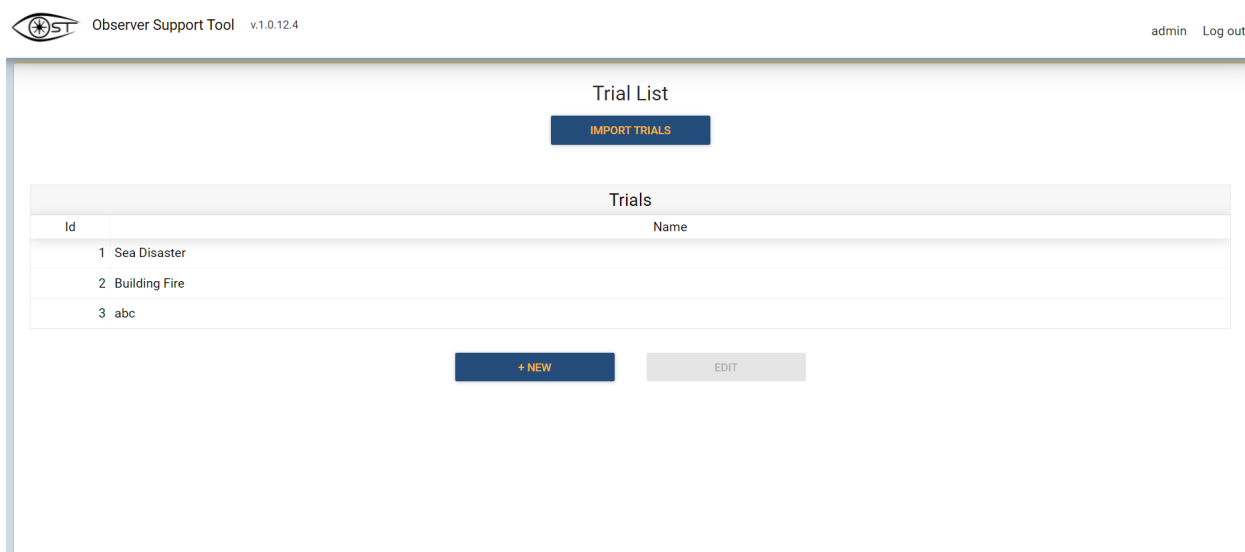 OST Observer Support Tool v.1.0.12.4
admin Log out
Trial List
IMPORT TRIALS
Trials
Id Name
1 Sea Disaster
2 Building Fire
3 abc
+ NEW EDIT